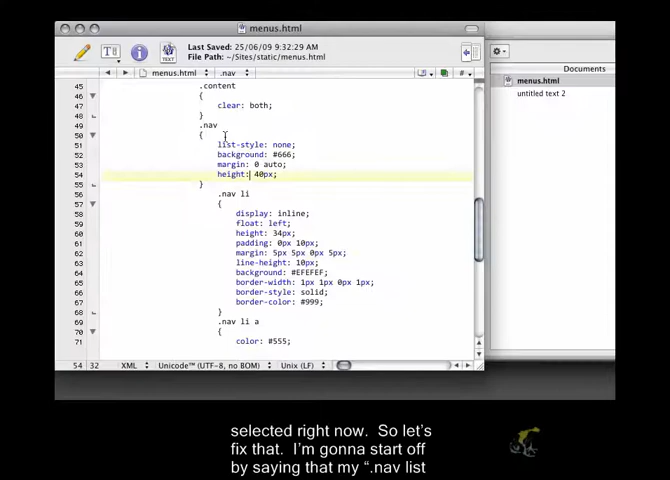 menus.html
Last Saved: 25/06/09 9:32:29 AM
File Path: ~/Sites/static/menus.html
TEXT
menus.html
.nav
#
Documents
menus.html
untitled text 2
45 .content
46 {
47 clear: both;
48 }
49 .nav
50 {
51 list-style: none;
52 background: #666;
53 margin: 0 auto;
54 height: 40px;
55 }
56 .nav li
57 {
58 display: inline;
59 float: left;
60 height: 34px;
61 padding: 0px 10px;
62 margin: 5px 5px 0px 5px;
63 line-height: 10px;
64 background: #EFEFEF;
65 border-width: 1px 1px 0px 1px;
66 border-style: solid;
67 border-color: #999;
68 }
69 .nav li a
70 {
71 color: #555;
54 32 XML Unicode™ (UTF-8, no BOM) Unix (LF)
selected right now. So let's
fix that. I'm gonna start off
by saying that my ".nav list